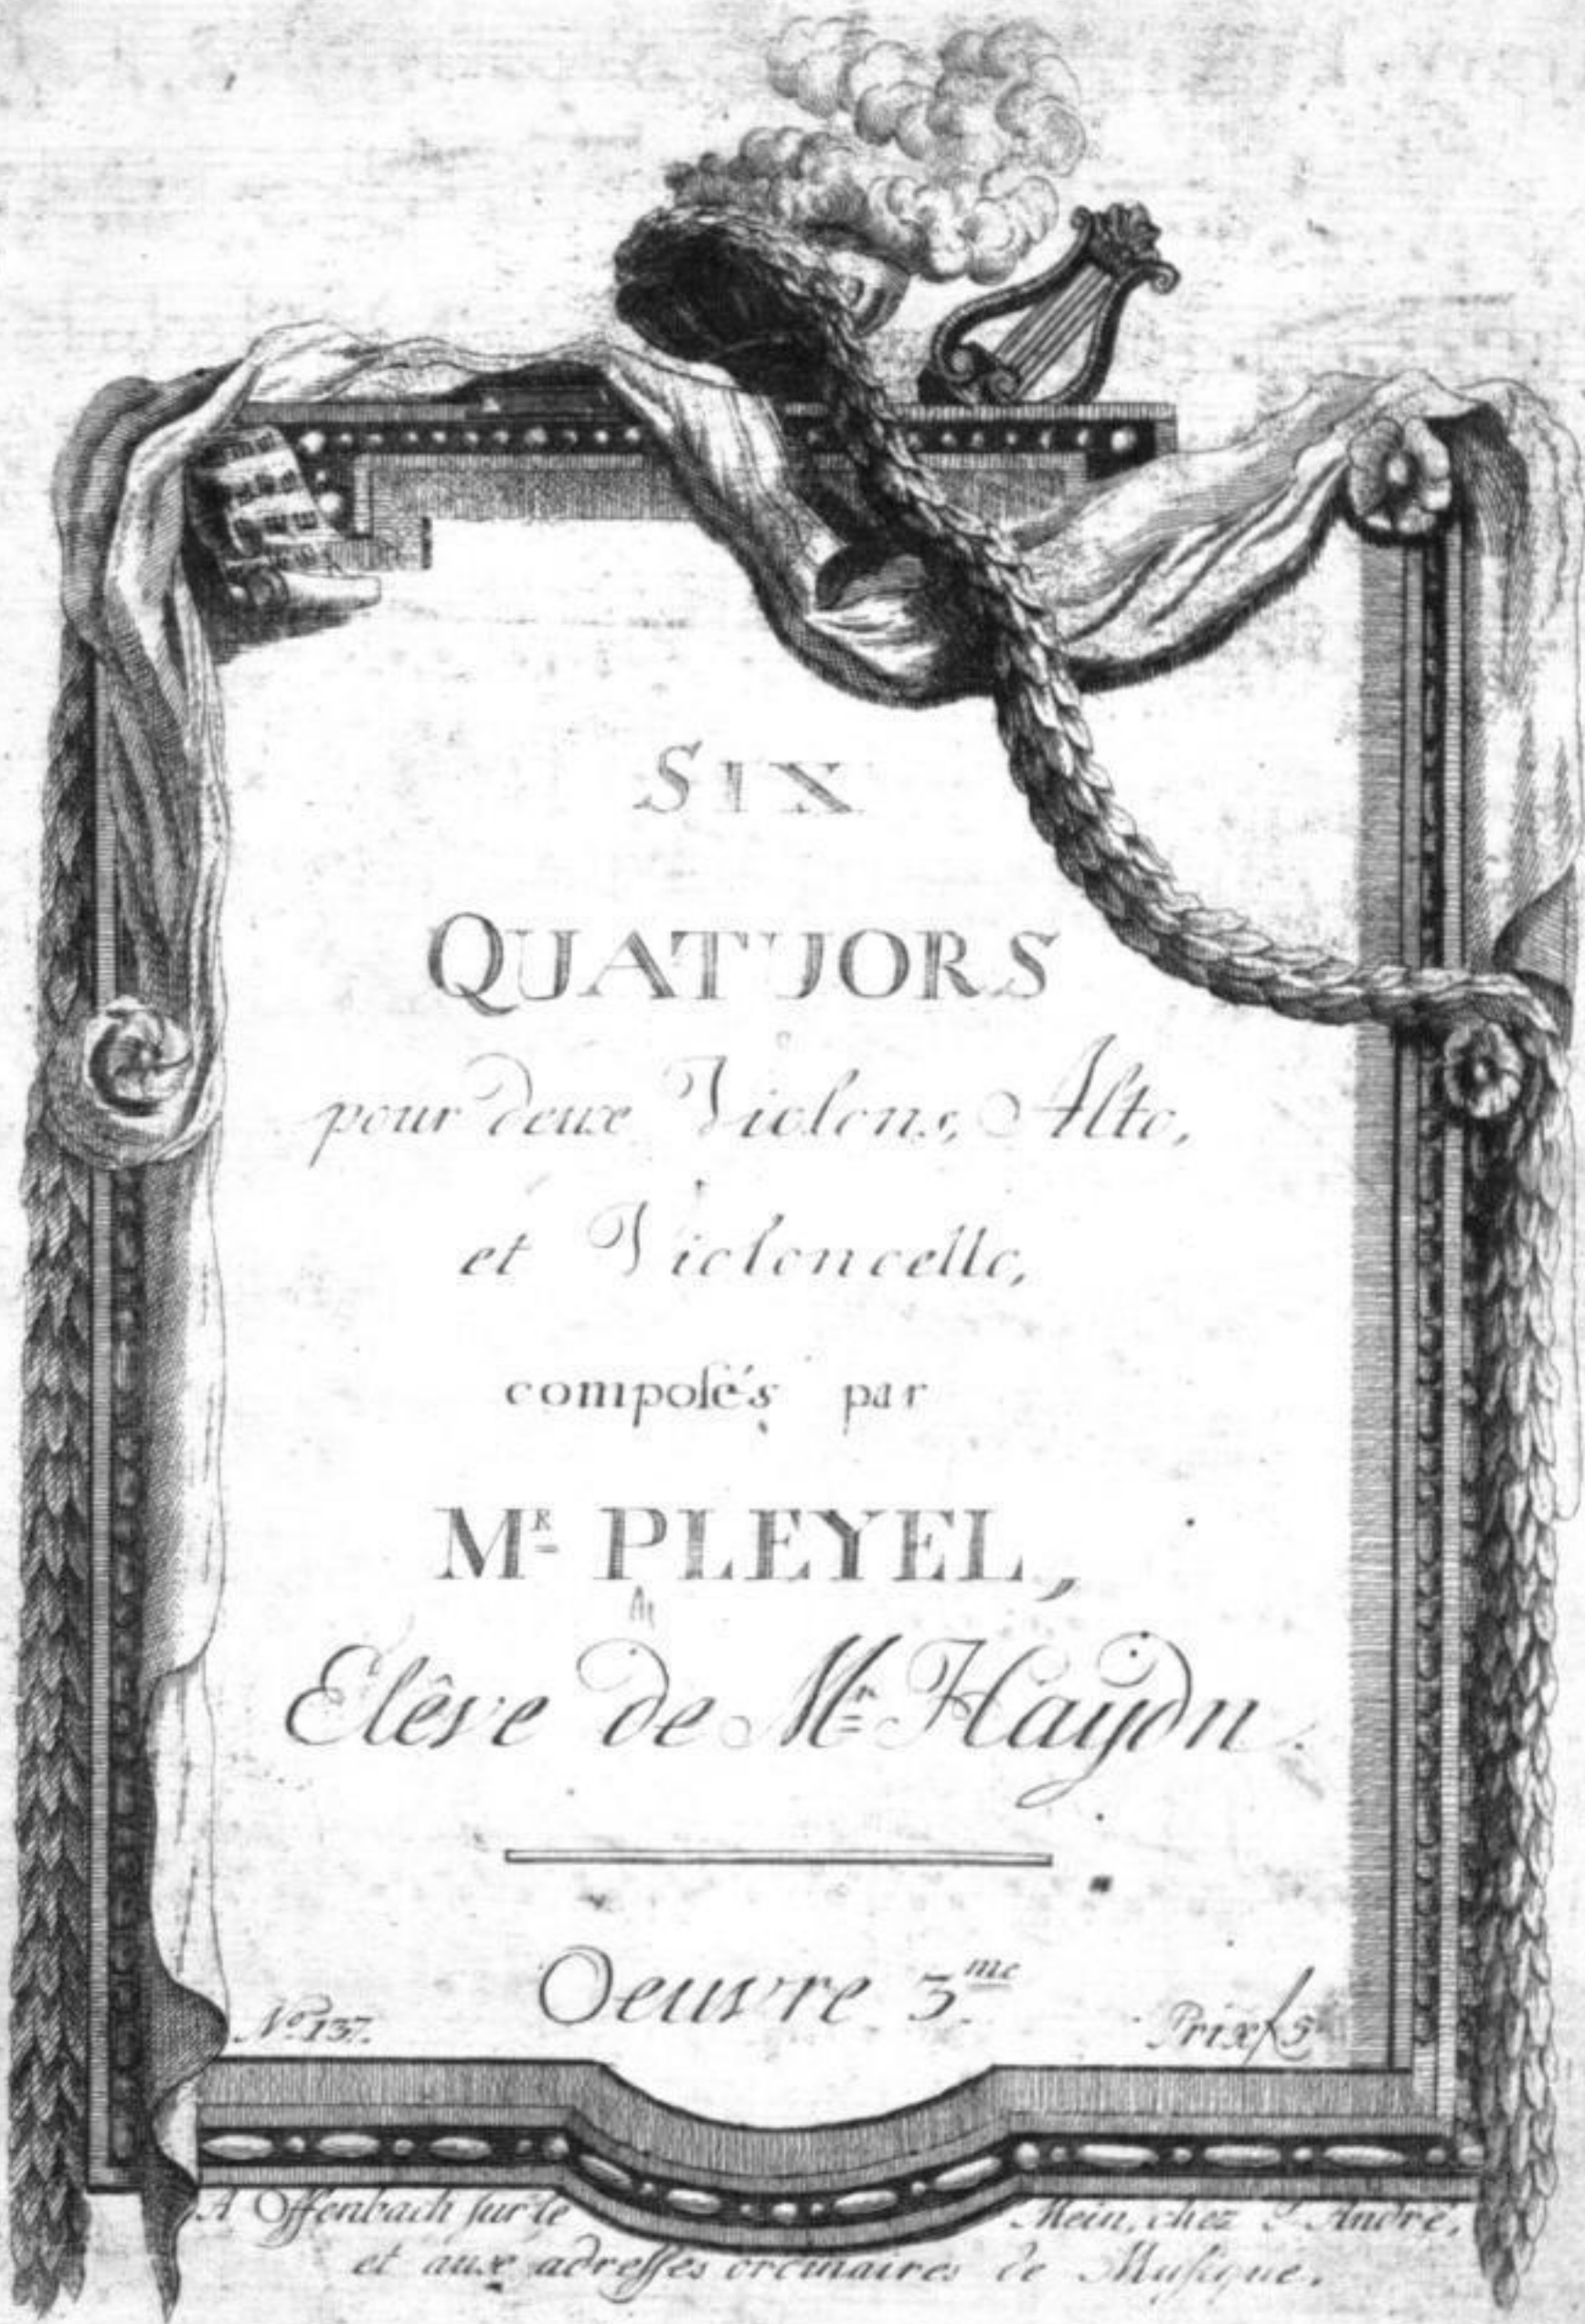 SIX
QUATUORS
pour deux Violons, Alto,
et Violoncello,
composés par
MR. PLEYEL,
Elêve de Mr. Haydn.
Oeuvre 3me.
No. 137. Prix f 5
A Offenbach sur le Mein, chez J. André,
et aux adresses ordinaires de Musique.